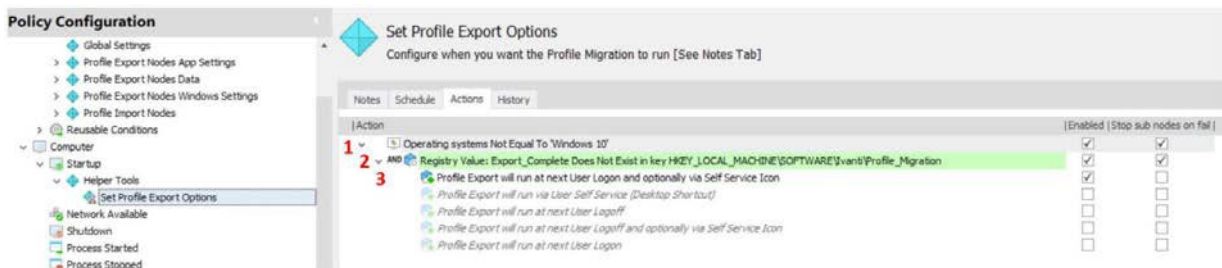 Policy Configuration
Global Settings
Profile Export Nodes App Settings
Profile Export Nodes Data
Profile Export Nodes Windows Settings
Profile Import Nodes
Reusable Conditions
Computer
Startup
Helper Tools
Set Profile Export Options
Network Available
Shutdown
Process Started
Process Stopped
Set Profile Export Options
Configure when you want the Profile Migration to run [See Notes Tab]
Notes Schedule Actions History
Action Enabled Stop sub nodes on fail
1 Operating systems Not Equal To 'Windows 10'
2 AND Registry Value: Export_Complete Does Not Exist in key HKEY_LOCAL_MACHINE\SOFTWARE\Ivanti\Profile_Migration
3 Profile Export will run at next User Logon and optionally via Self Service Icon
Profile Export will run via User Self Service (Desktop Shortcut)
Profile Export will run at next User Logoff
Profile Export will run at next User Logoff and optionally via Self Service Icon
Profile Export will run at next User Logon